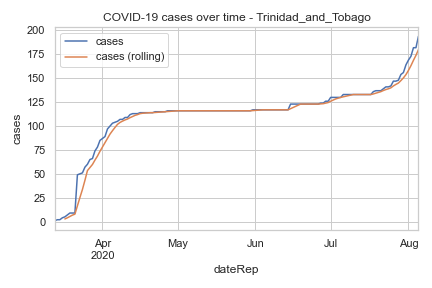 COVID-19 cases over time - Trinidad_and_Tobago
200
175
150
125
100
75
50
25
0
cases
cases
cases (rolling)
Apr
2020
May
Jun
Jul
Aug
dateRep